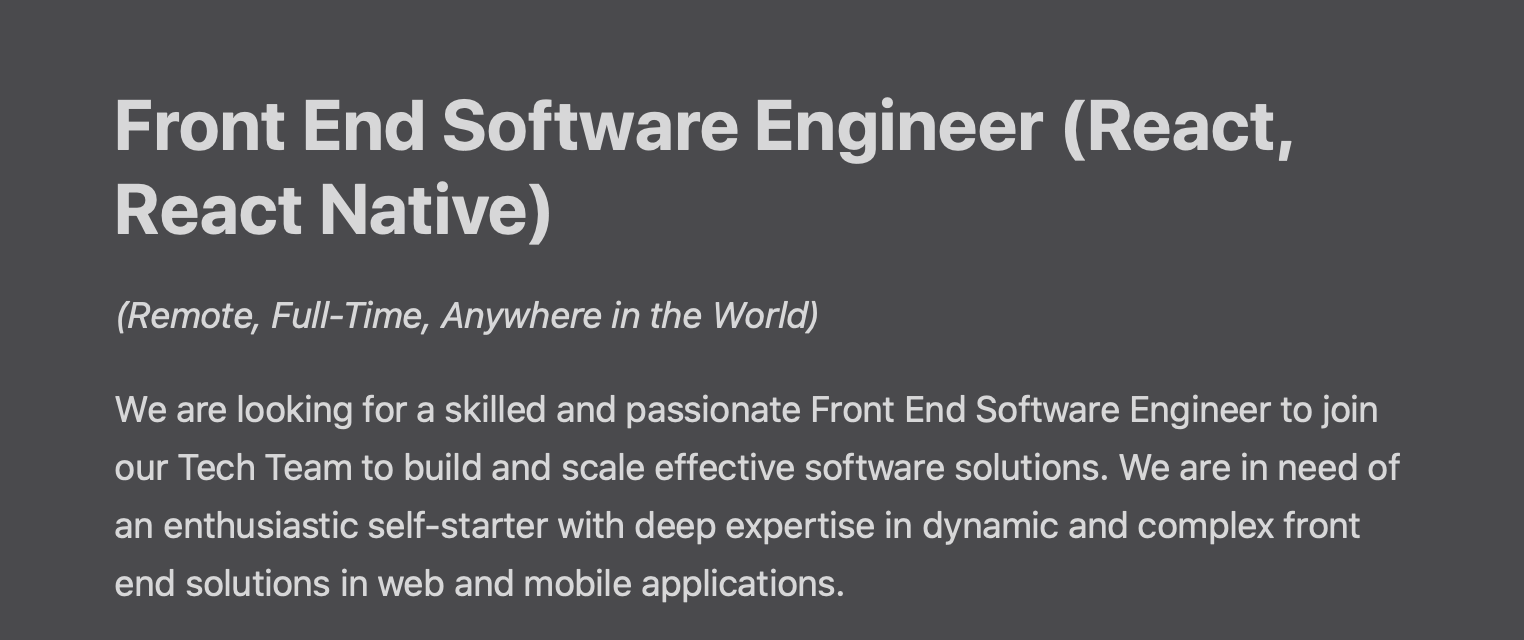 Front End Software Engineer (React,
React Native)
(Remote, Full-Time, Anywhere in the World)
We are looking for a skilled and passionate Front End Software Engineer to join
our Tech Team to build and scale effective software solutions. We are in need of
an enthusiastic self-starter with deep expertise in dynamic and complex front
end solutions in web and mobile applications.